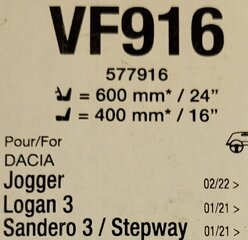 VF916
577916
= 600 mm* / 24”
= 400 mm* / 16”
Pour/For
DACIA
Jogger 02/22 >
Logan 3 01/21 >
Sandero 3 / Stepway 01/21 >